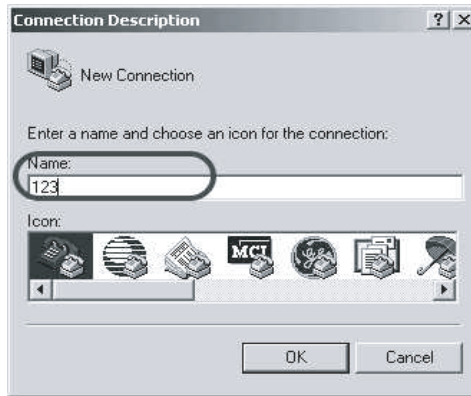 Connection Description
New Connection
Enter a name and choose an icon for the connection:
Name:
123
Icon:
MCI
OK Cancel